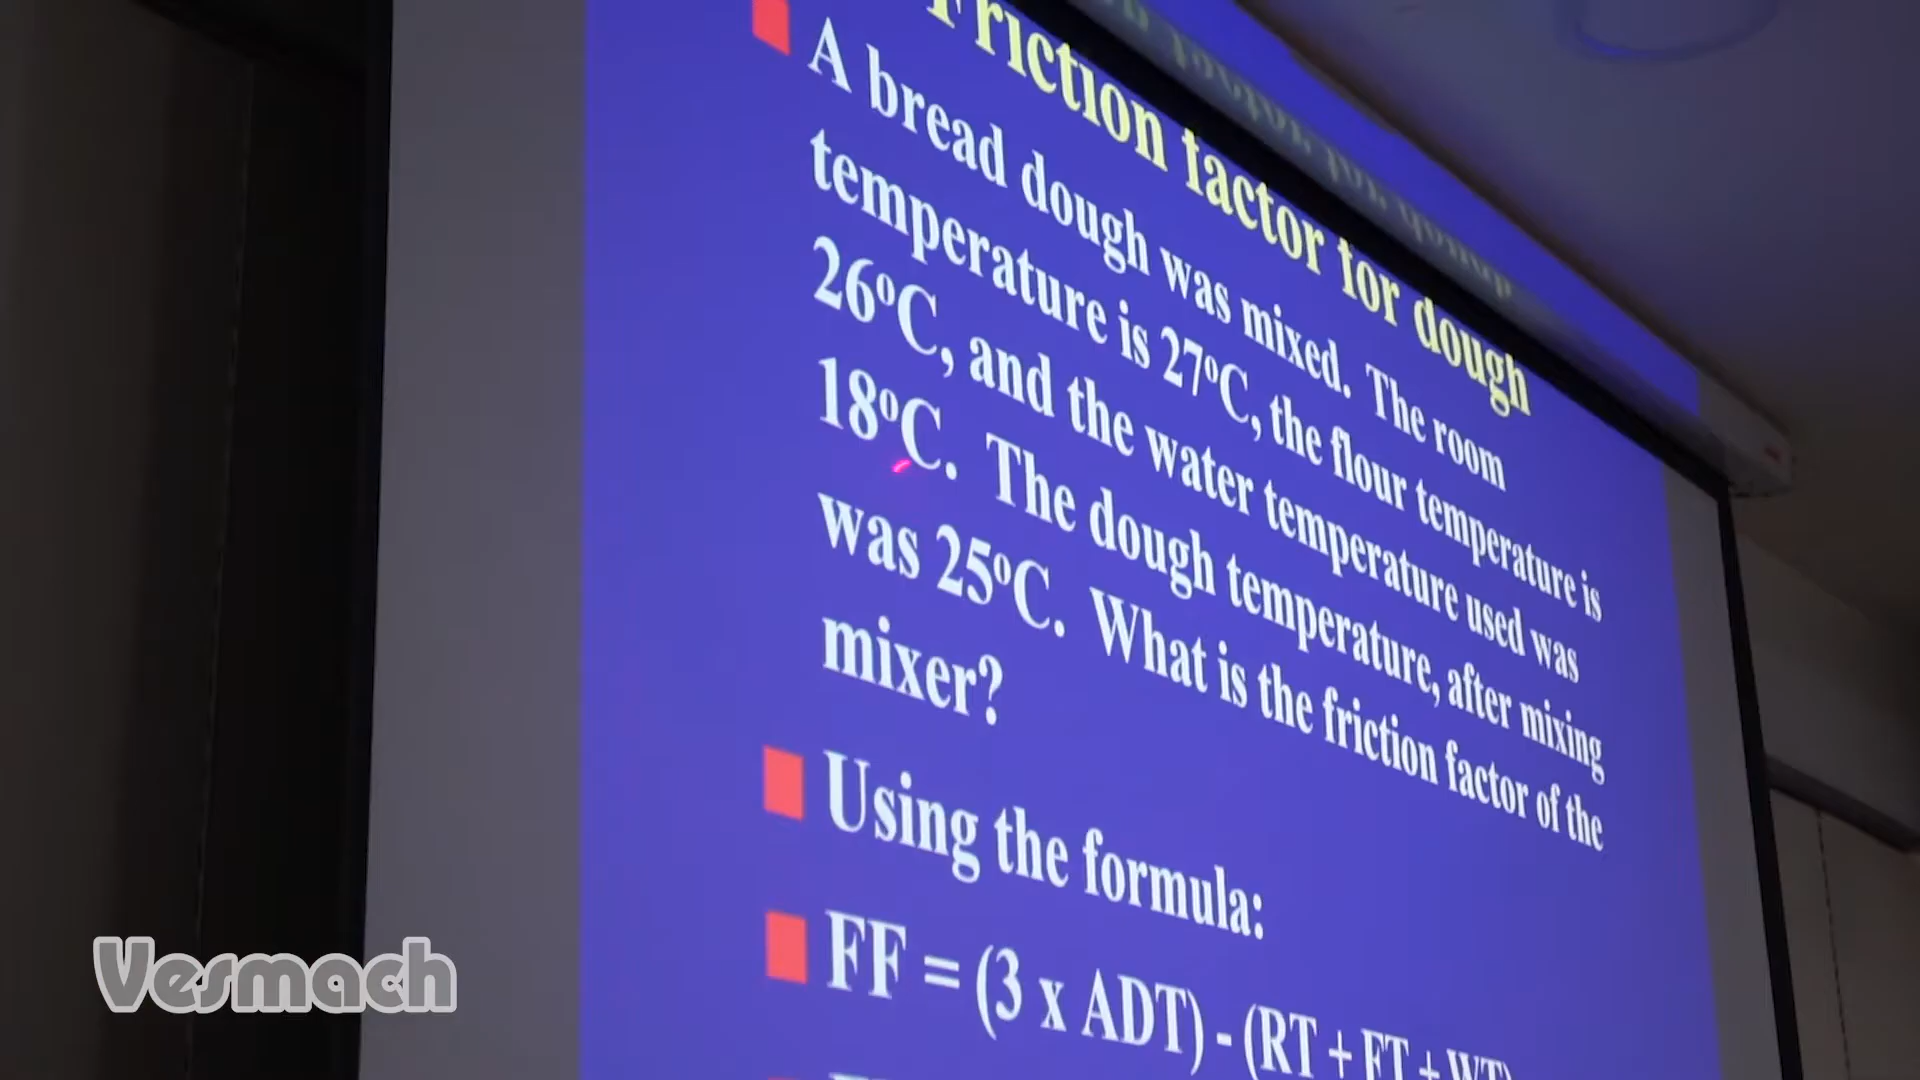 Friction factor for dough
A bread dough was mixed. The room
temperature is 27ºC, the flour temperature is
26ºC, and the water temperature used was
18ºC. The dough temperature, after mixing
was 25ºC. What is the friction factor of the
mixer?
Using the formula:
FF = (3 x ADT) - (RT + FT + WT)
Vesmach